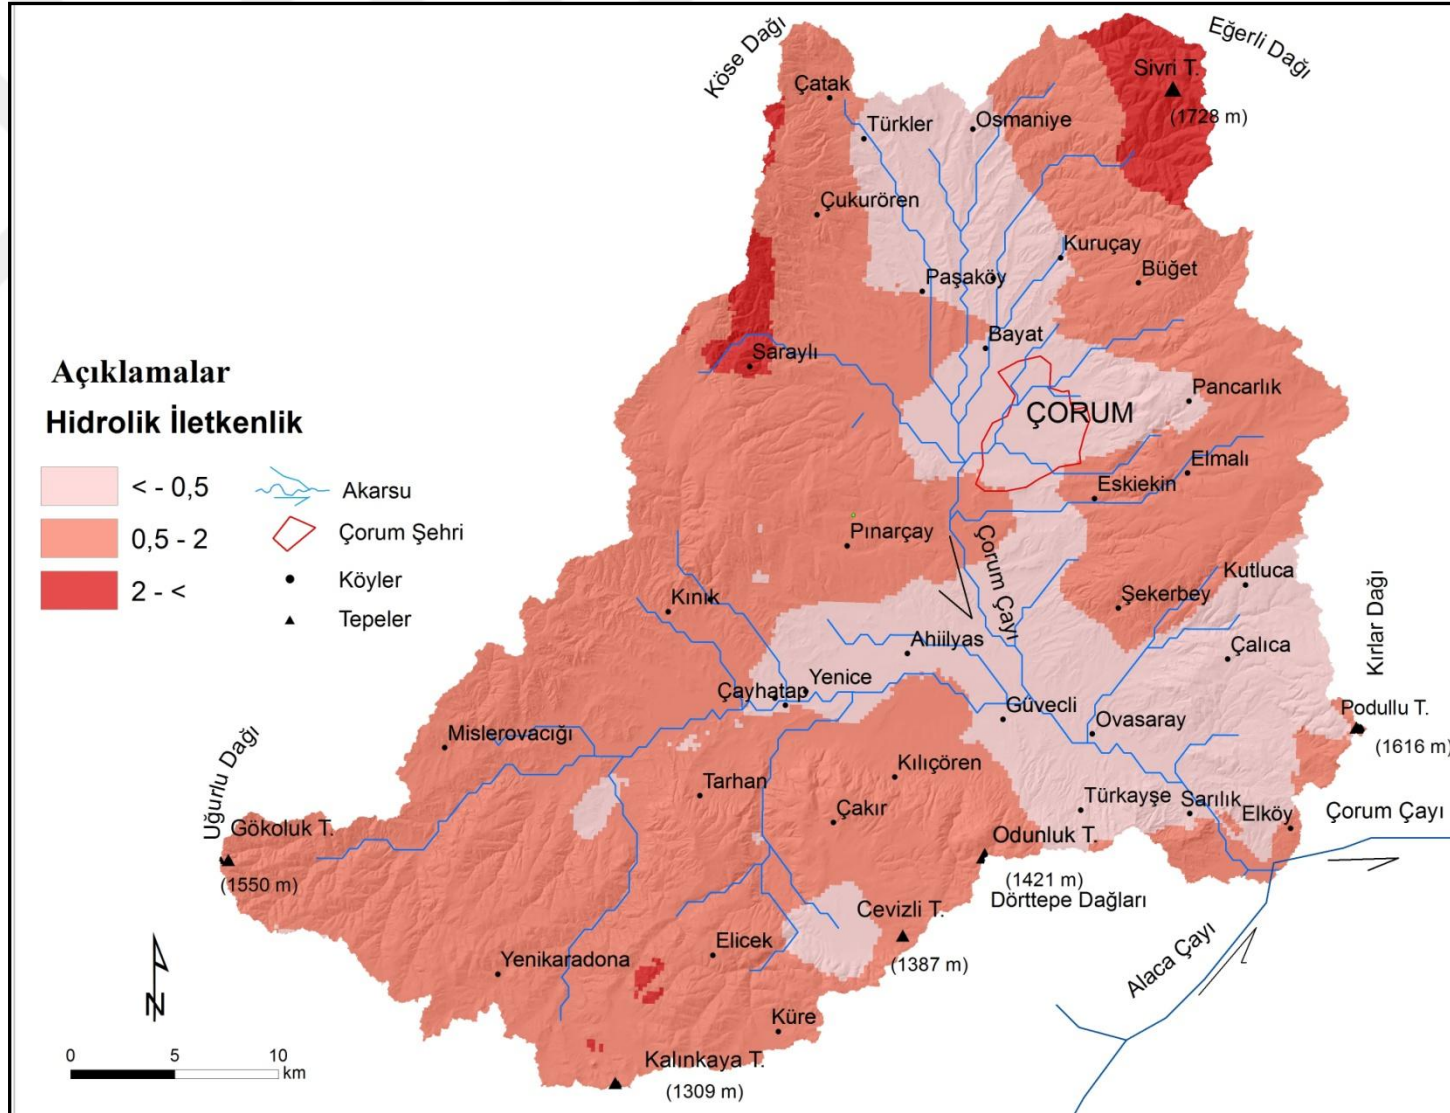 Köse Dağı
Eğerli Dağı
Sivri T.
(1728 m)
Çatak
Türkler
Osmaniye
Çukurören
Kuruçay
Büğet
Paşaköy
Bayat
Saraylı
Pancarlık
ÇORUM
Elmalı
Eskiekin
Pınarçay
Çorum Çayı
Kutluca
Şekerbey
Kınık
Ahiilyas
Çalıca
Kırlar Dağı
Yenice
Çayhatap
Güvecli
Ovasaray
Podullu T.
(1616 m)
Mislerovacığı
Uğurlu Dağı
Kılıçören
Tarhan
Çakır
Türkayşe
Sarılık
Elköy
Çorum Çayı
Gökoluk T.
(1550 m)
Odunluk T.
(1421 m)
Dörttepe Dağları
Cevizli T.
(1387 m)
Elicek
Yenikaradona
Alaca Çayı
Küre
Kalınkaya T.
(1309 m)
Açıklamalar
Hidrolik İletkenlik
< - 0,5
0,5 - 2
2 - <
Akarsu
Çorum Şehri
Köyler
Tepeler
N
0 5 10
km